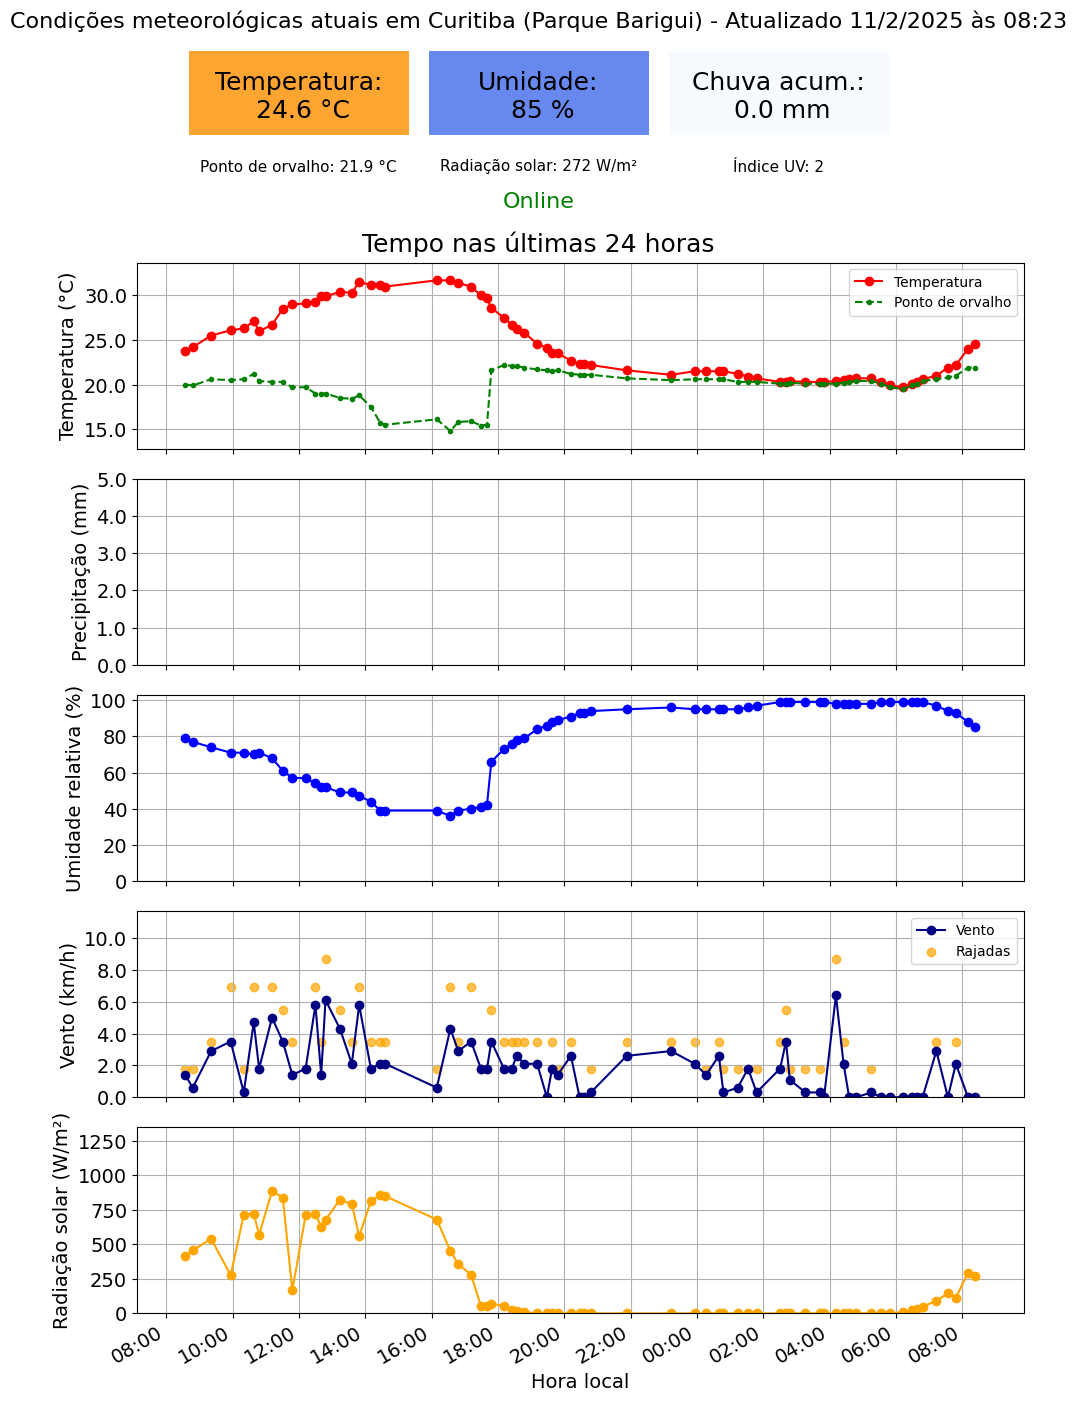 Condições meteorológicas atuais em Curitiba (Parque Barigui) - Atualizado 11/2/2025 às 08:23
Temperatura:
24.6 °C
Umidade:
85 %
Chuva acum.:
0.0 mm
Ponto de orvalho: 21.9 °C
Radiação solar: 272 W/m²
Índice UV: 2
Online
Tempo nas últimas 24 horas
Temperatura (°C)
30.0
25.0
20.0
15.0
Temperatura
Ponto de orvalho
Precipitação (mm)
5.0
4.0
3.0
2.0
1.0
0.0
Umidade relativa (%)
100
80
60
40
20
0
Vento (km/h)
10.0
8.0
6.0
4.0
2.0
0.0
Vento
Rajadas
Radiação solar (W/m²)
1250
1000
750
500
250
0
08:00
10:00
12:00
14:00
16:00
18:00
20:00
22:00
00:00
02:00
04:00
06:00
08:00
Hora local